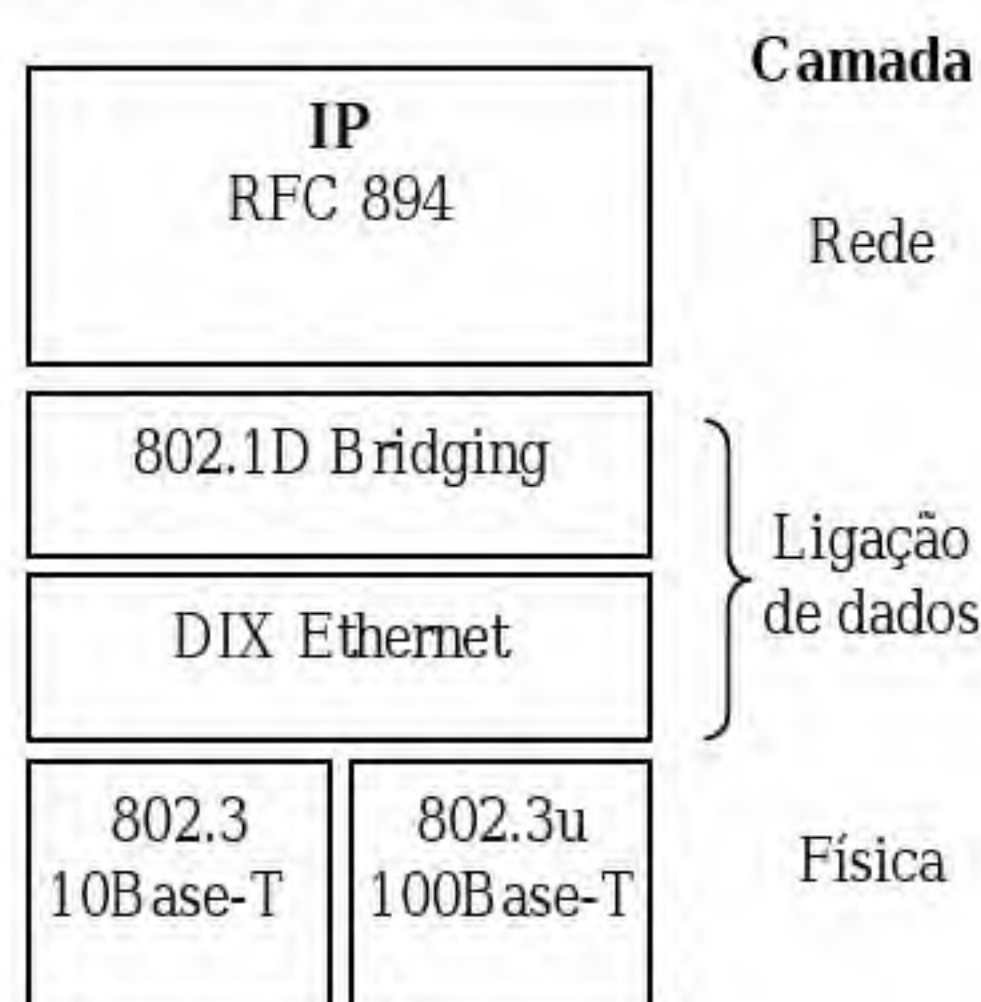 Camada
IP
RFC 894
Rede
802.1D Bridging
Ligação
de dados
DIX Ethernet
802.3
10Base-T
802.3u
100Base-T
Física